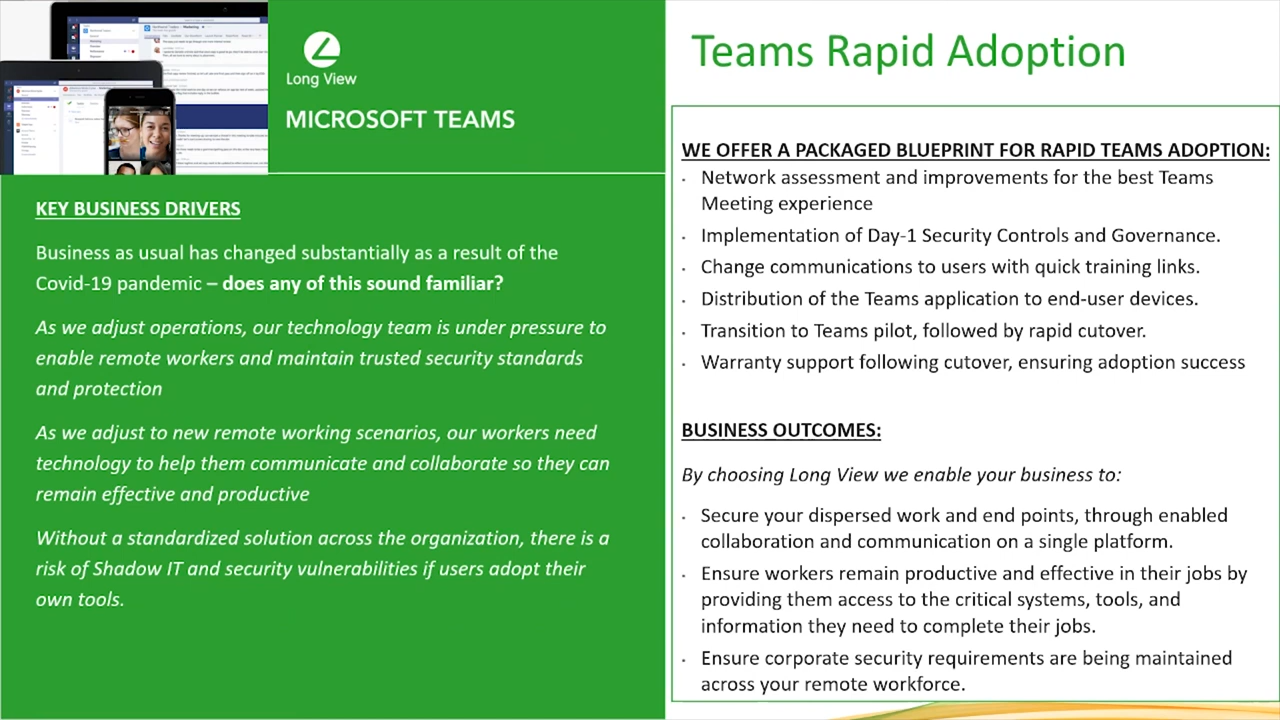 Long View
MICROSOFT TEAMS
KEY BUSINESS DRIVERS
Business as usual has changed substantially as a result of the
Covid-19 pandemic – does any of this sound familiar?
As we adjust operations, our technology team is under pressure to
enable remote workers and maintain trusted security standards
and protection
As we adjust to new remote working scenarios, our workers need
technology to help them communicate and collaborate so they can
remain effective and productive
Without a standardized solution across the organization, there is a
risk of Shadow IT and security vulnerabilities if users adopt their
own tools.
Teams Rapid Adoption
WE OFFER A PACKAGED SPRINT FOR RAPID TEAMS ADOPTION:
· Network assessment and improvements for the best Teams
Meeting experience
· Implementation of Day-1 Security Controls and Governance.
· Change communications to users with quick training links.
· Distribution of the Teams application to end-user devices.
· Transition to Teams pilot, followed by rapid cutover.
· Warranty support following cutover, ensuring adoption success
BUSINESS OUTCOMES:
By choosing Long View we enable your business to:
· Secure your dispersed work and end points, through enabled
collaboration and communication on a single platform.
· Ensure workers remain productive and effective in their jobs by
providing them access to the critical systems, tools, and
information they need to complete their jobs.
· Ensure corporate security requirements are being maintained
across your remote workforce.